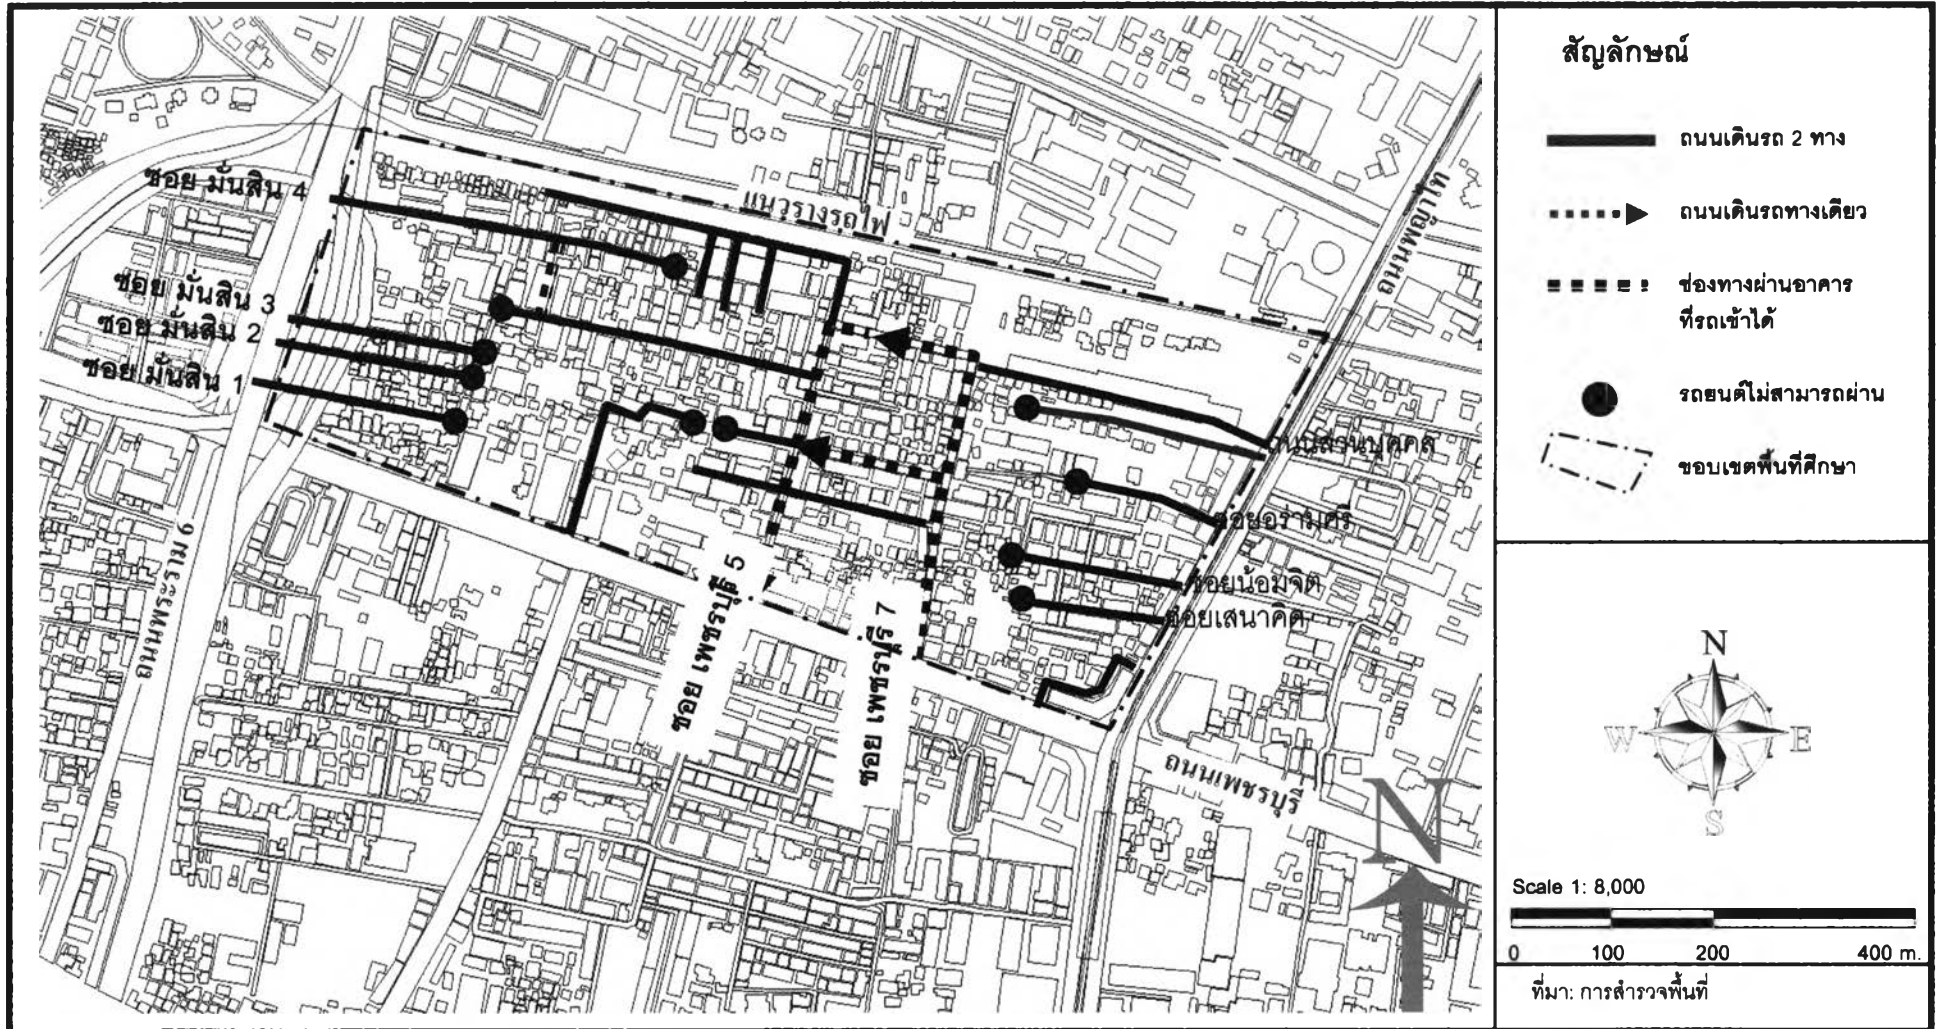 ซอย มั่นสิน 4
ซอย มั่นสิน 3
ซอย มั่นสิน 2
ซอย มั่นสิน 1
แนวรางรถไฟ
ถนนพญาไท
ถนนส่วนบุคคล
ซอยอรามศรี
ซอยน้อมจิต
ซอยเสนาคิด
ถนนพระราม 6
ซอย เพชรบุรี 5
ซอย เพชรบุรี 7
ถนนเพชรบุรี
N
สัญลักษณ์
ถนนเดินรถ 2 ทาง
ถนนเดินรถทางเดียว
ช่องทางผ่านอาคาร
ที่รถเข้าได้
รถยนต์ไม่สามารถผ่าน
ขอบเขตพื้นที่ศึกษา
N
W E
S
Scale 1: 8,000
0 100 200 400 m.
ที่มา: การสำรวจพื้นที่